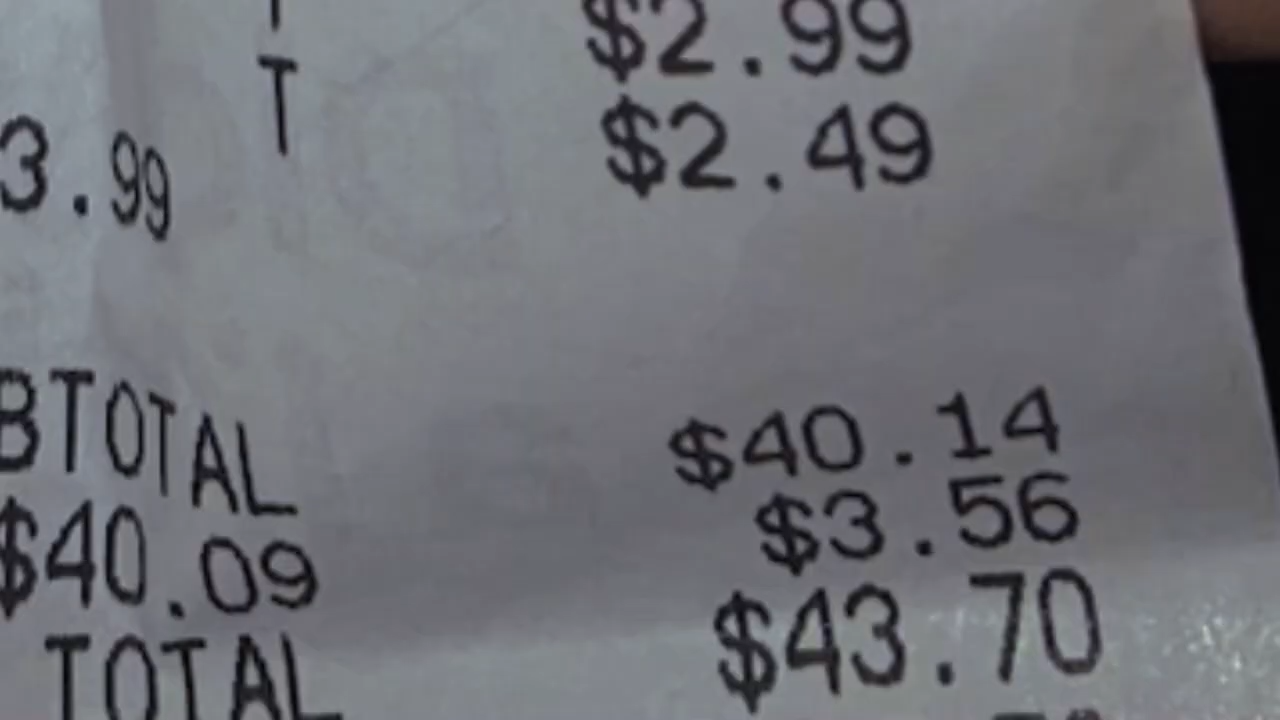 $2.99
T $2.49
3.99
BTOTAL $40.14
$40.09 $3.56
TOTAL $43.70